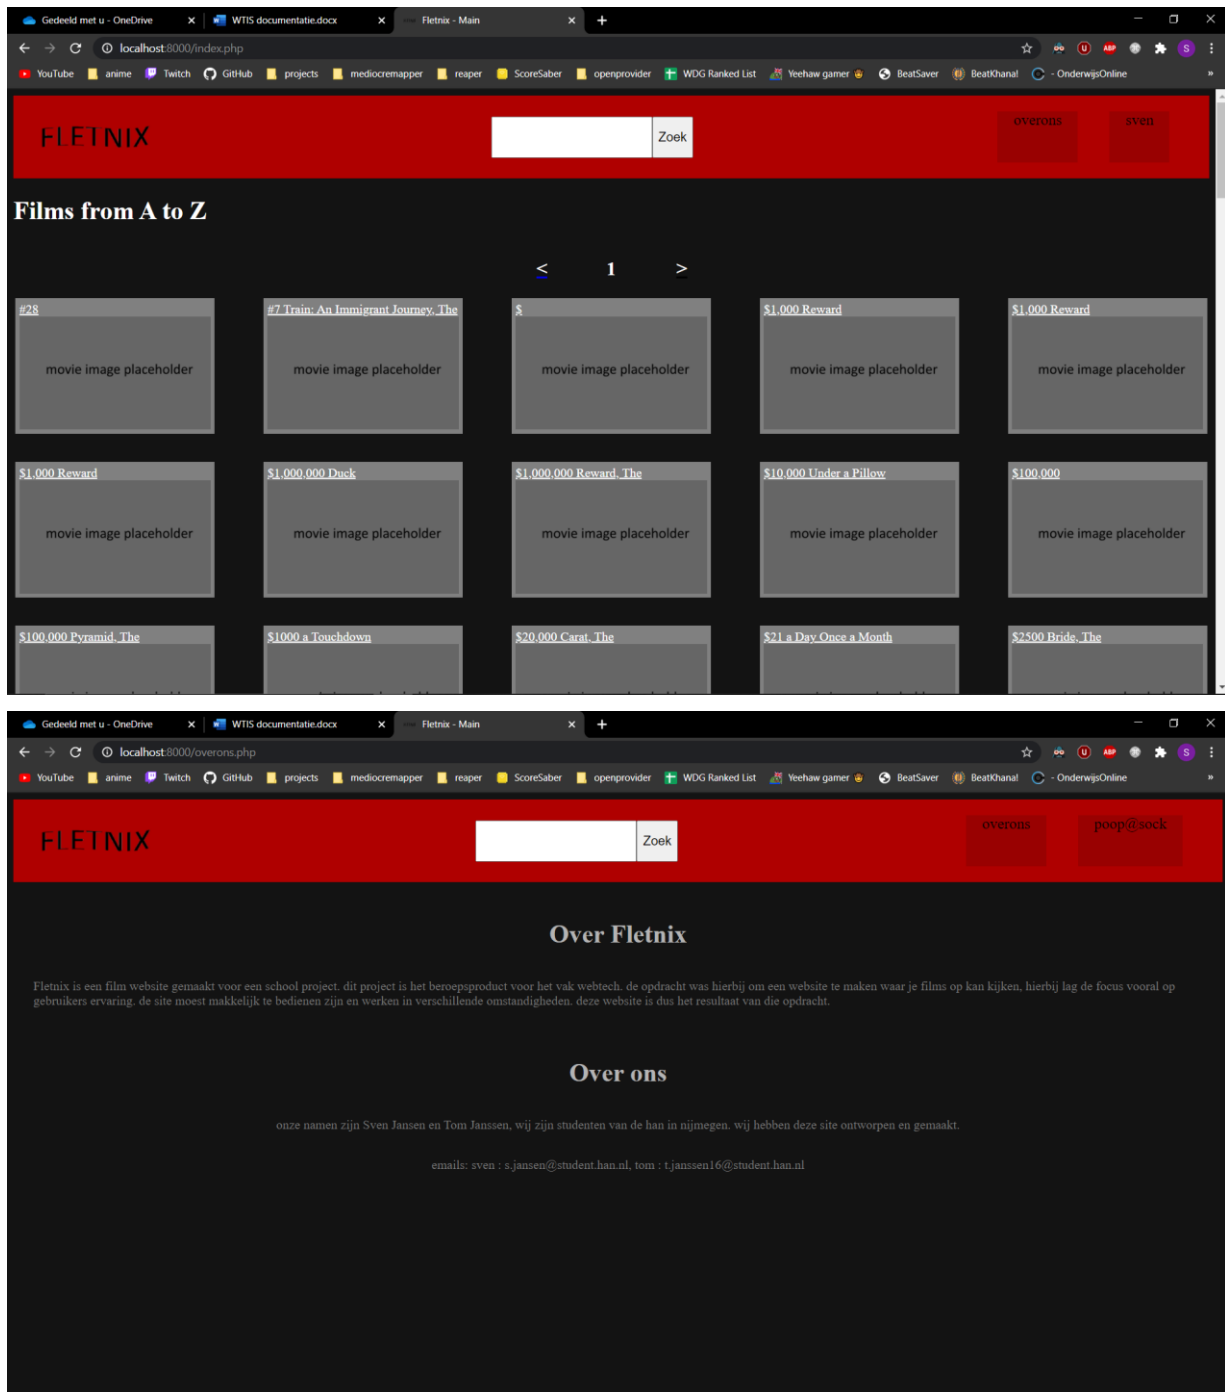 Gedeeld met u - OneDrive WTIS documentatie.docx Fletnix - Main
localhost:8000/index.php
YouTube anime Twitch GitHub projects mediocremapper reaper ScoreSaber openprovider WDG Ranked List Yeehaw gamer BeatSaver BeatKhana! - OnderwijsOnline »
FLETNIX Zoek overons sven
Films from A to Z
< 1 >
#28 #7 Train: An Immigrant Journey, The $ $1,000 Reward $1,000 Reward
movie image placeholder movie image placeholder movie image placeholder movie image placeholder movie image placeholder
$1,000 Reward $1,000,000 Duck $1,000,000 Reward, The $10,000 Under a Pillow $100,000
movie image placeholder movie image placeholder movie image placeholder movie image placeholder movie image placeholder
$100,000 Pyramid, The $1000 a Touchdown $20,000 Carat, The $21 a Day Once a Month $2500 Bride, The
Gedeeld met u - OneDrive WTIS documentatie.docx Fletnix - Main
localhost:8000/overons.php
YouTube anime Twitch GitHub projects mediocremapper reaper ScoreSaber openprovider WDG Ranked List Yeehaw gamer BeatSaver BeatKhana! - OnderwijsOnline »
FLETNIX Zoek overons poop@sock
Over Fletnix
Fletnix is een film website gemaakt voor een school project. dit project is het beroepsproduct voor het vak webtech. de opdracht was hierbij om een website te maken waar je films op kan kijken, hierbij lag de focus vooral op
gebruikers ervaring. de site moest makkelijk te bedienen zijn en werken in verschillende omstandigheden. deze website is dus het resultaat van die opdracht.
Over ons
onze namen zijn Sven Jansen en Tom Janssen, wij zijn studenten van de han in nijmegen. wij hebben deze site ontworpen en gemaakt.
emails: sven : s.jansen@student.han.nl, tom : t.janssen16@student.han.nl